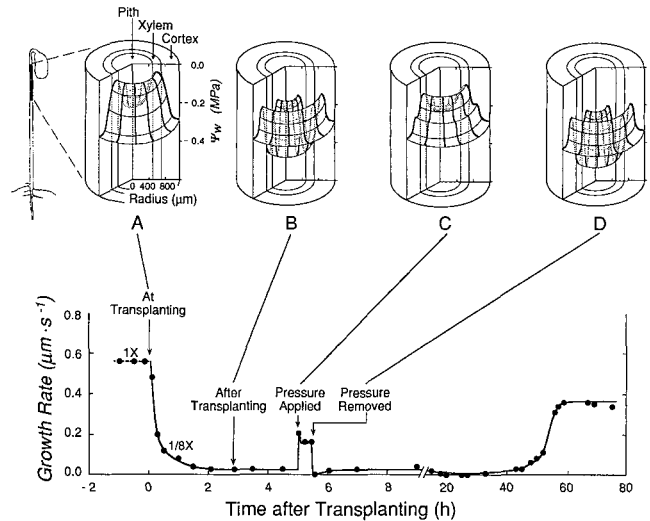 Pith
Xylem
Cortex
0.0
-0.2
0.4
Ψw (MPa)
0 400 800
Radius (μm)
A
B
C
D
At
Transplanting
After
Transplanting
Pressure
Applied
Pressure
Removed
1X
1/8X
0.8
0.6
0.4
0.2
0.0
Growth Rate (μm·s-1)
-2 0 2 4 6 8 20 40 60 80
Time after Transplanting (h)